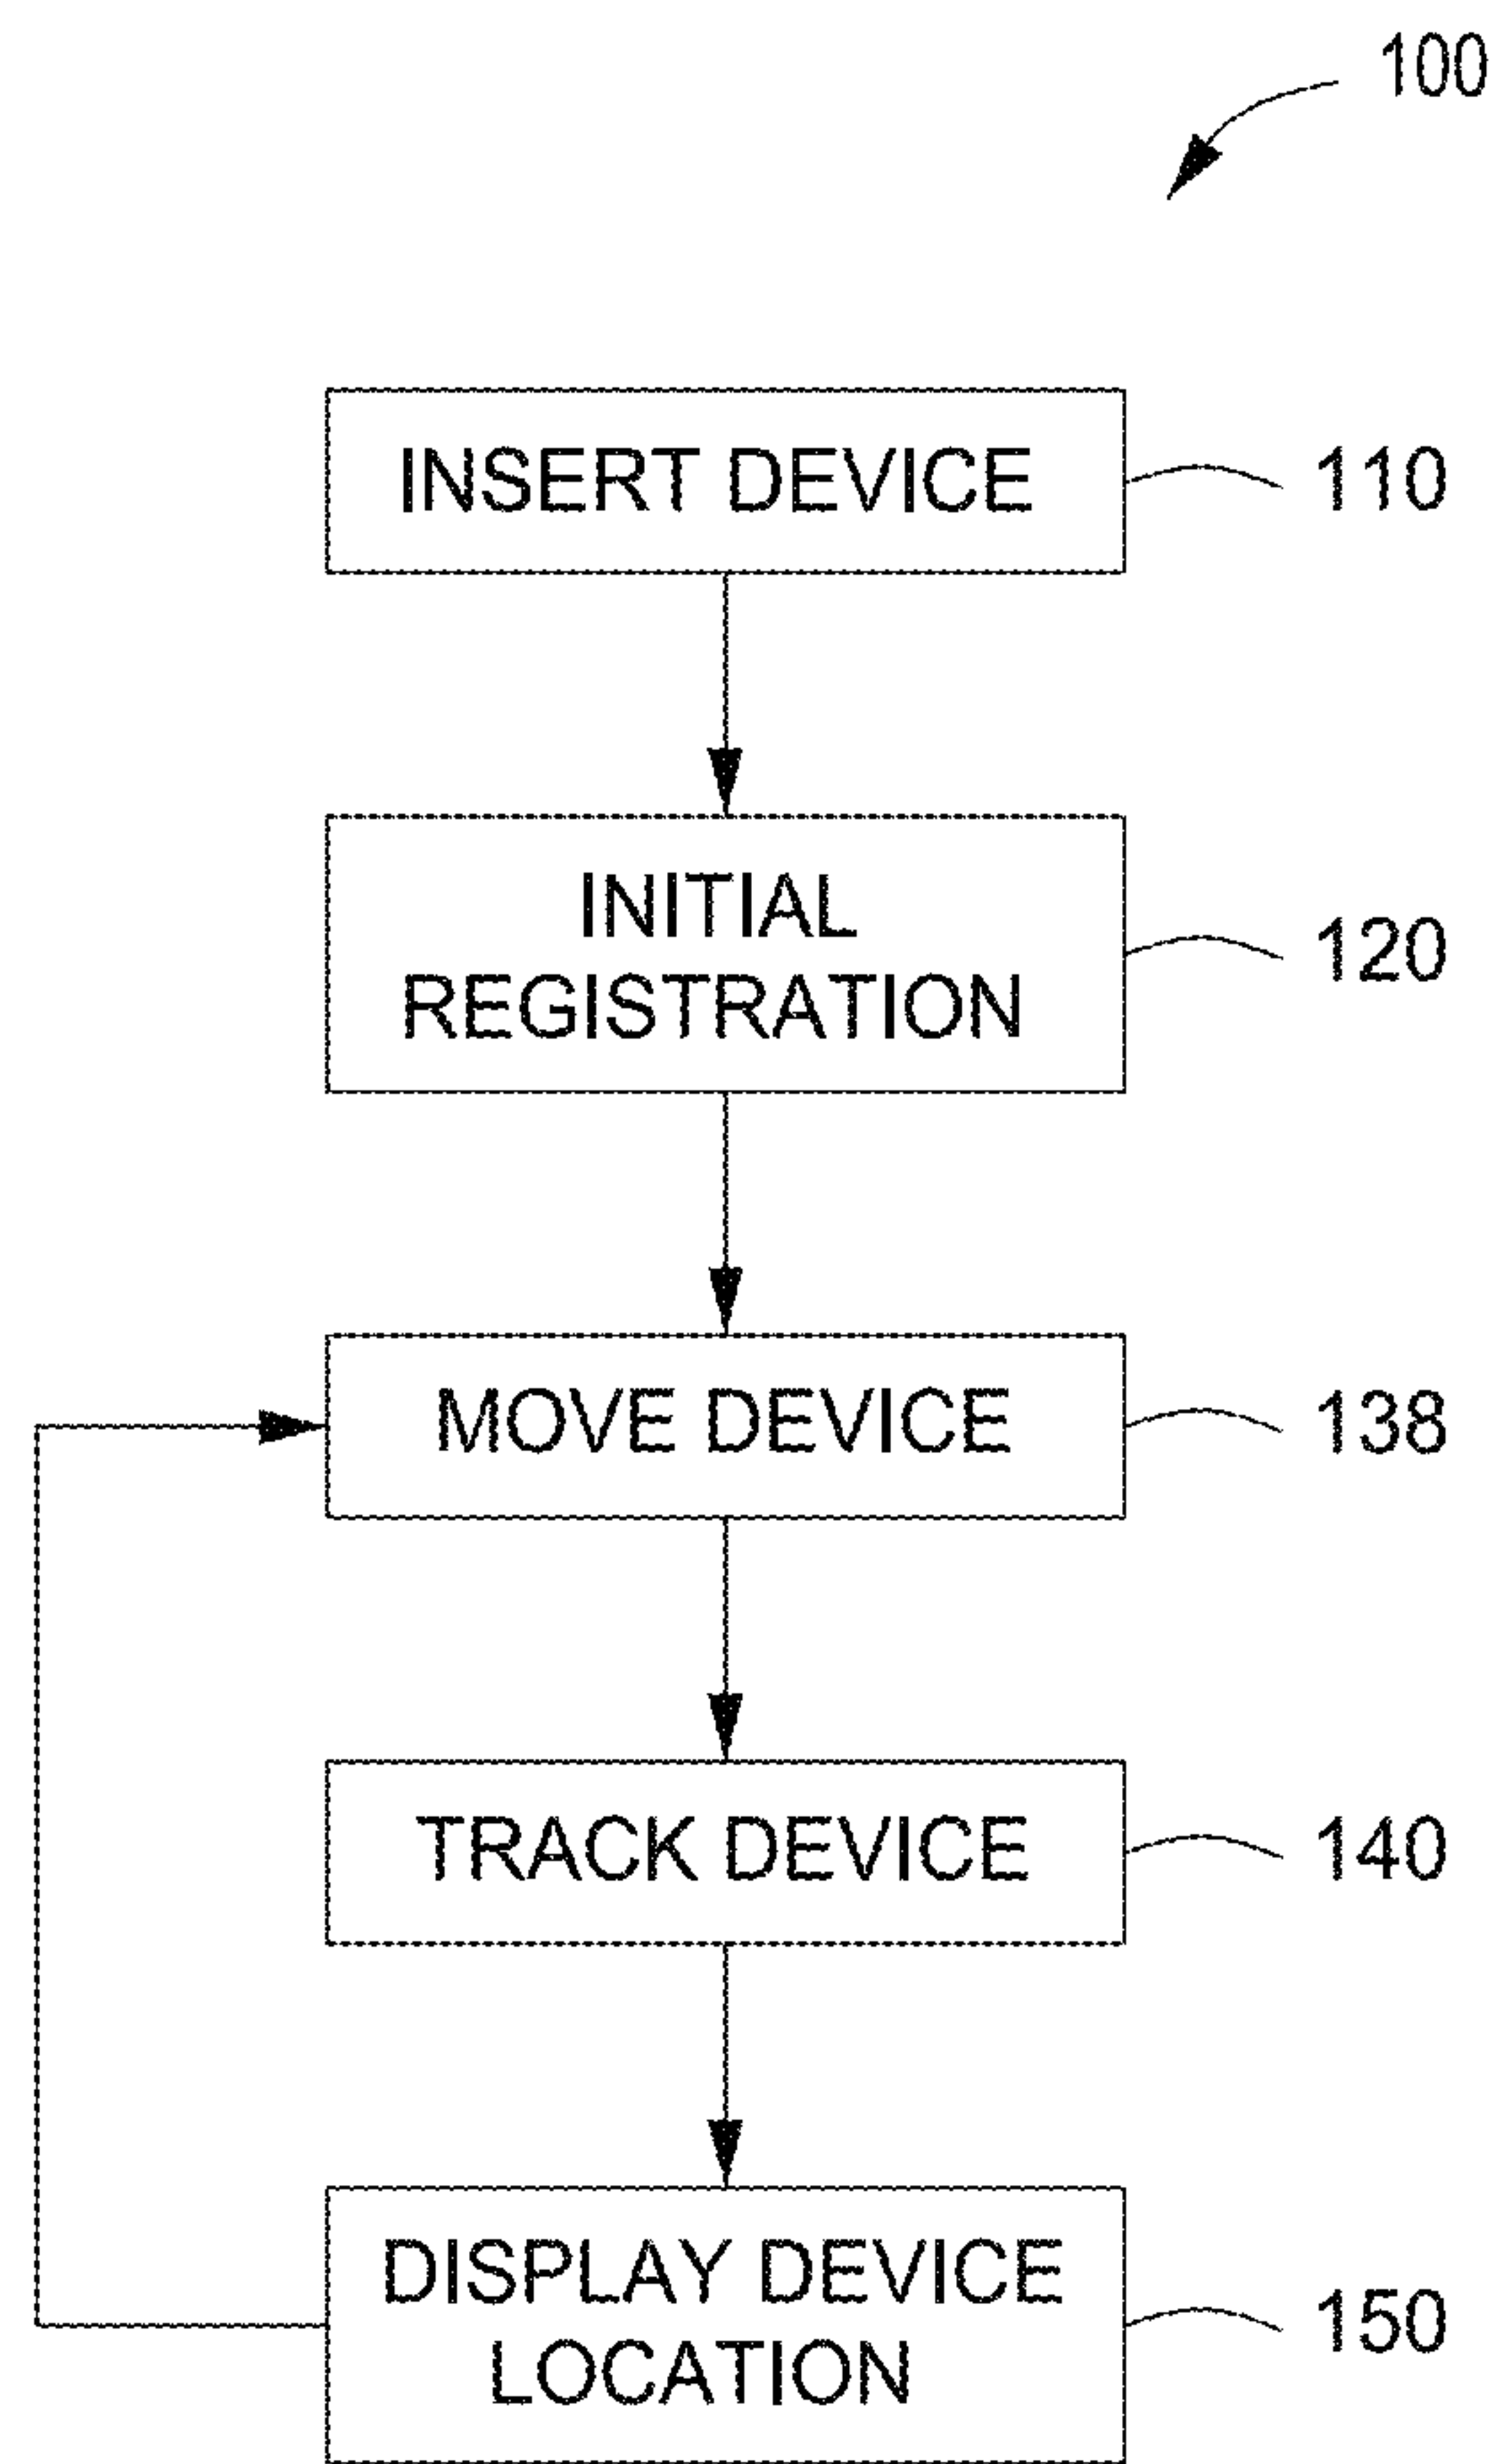 100
INSERT DEVICE
110
INITIAL
REGISTRATION
120
MOVE DEVICE
138
TRACK DEVICE
140
DISPLAY DEVICE
LOCATION
150